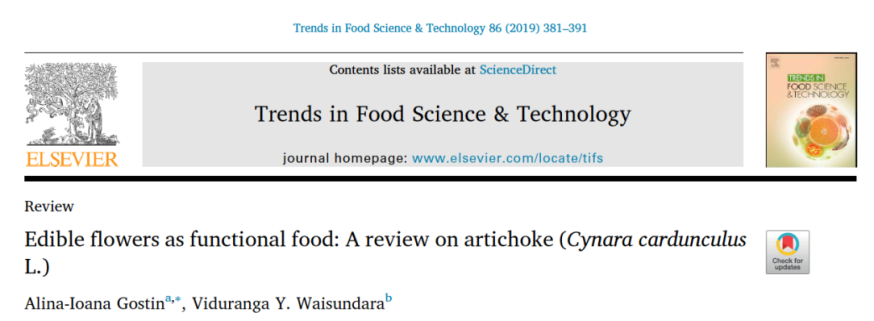 Trends in Food Science & Technology 86 (2019) 381–391
Contents lists available at ScienceDirect
Trends in Food Science & Technology
journal homepage: www.elsevier.com/locate/tifs
ELSEVIER
TRENDS IN
FOOD SCIENCE
& TECHNOLOGY
Review
Edible flowers as functional food: A review on artichoke (Cynara cardunculus
L.)
Check for
updates
Alina-Ioana Gostin^a,*, Viduranga Y. Waisundara^b